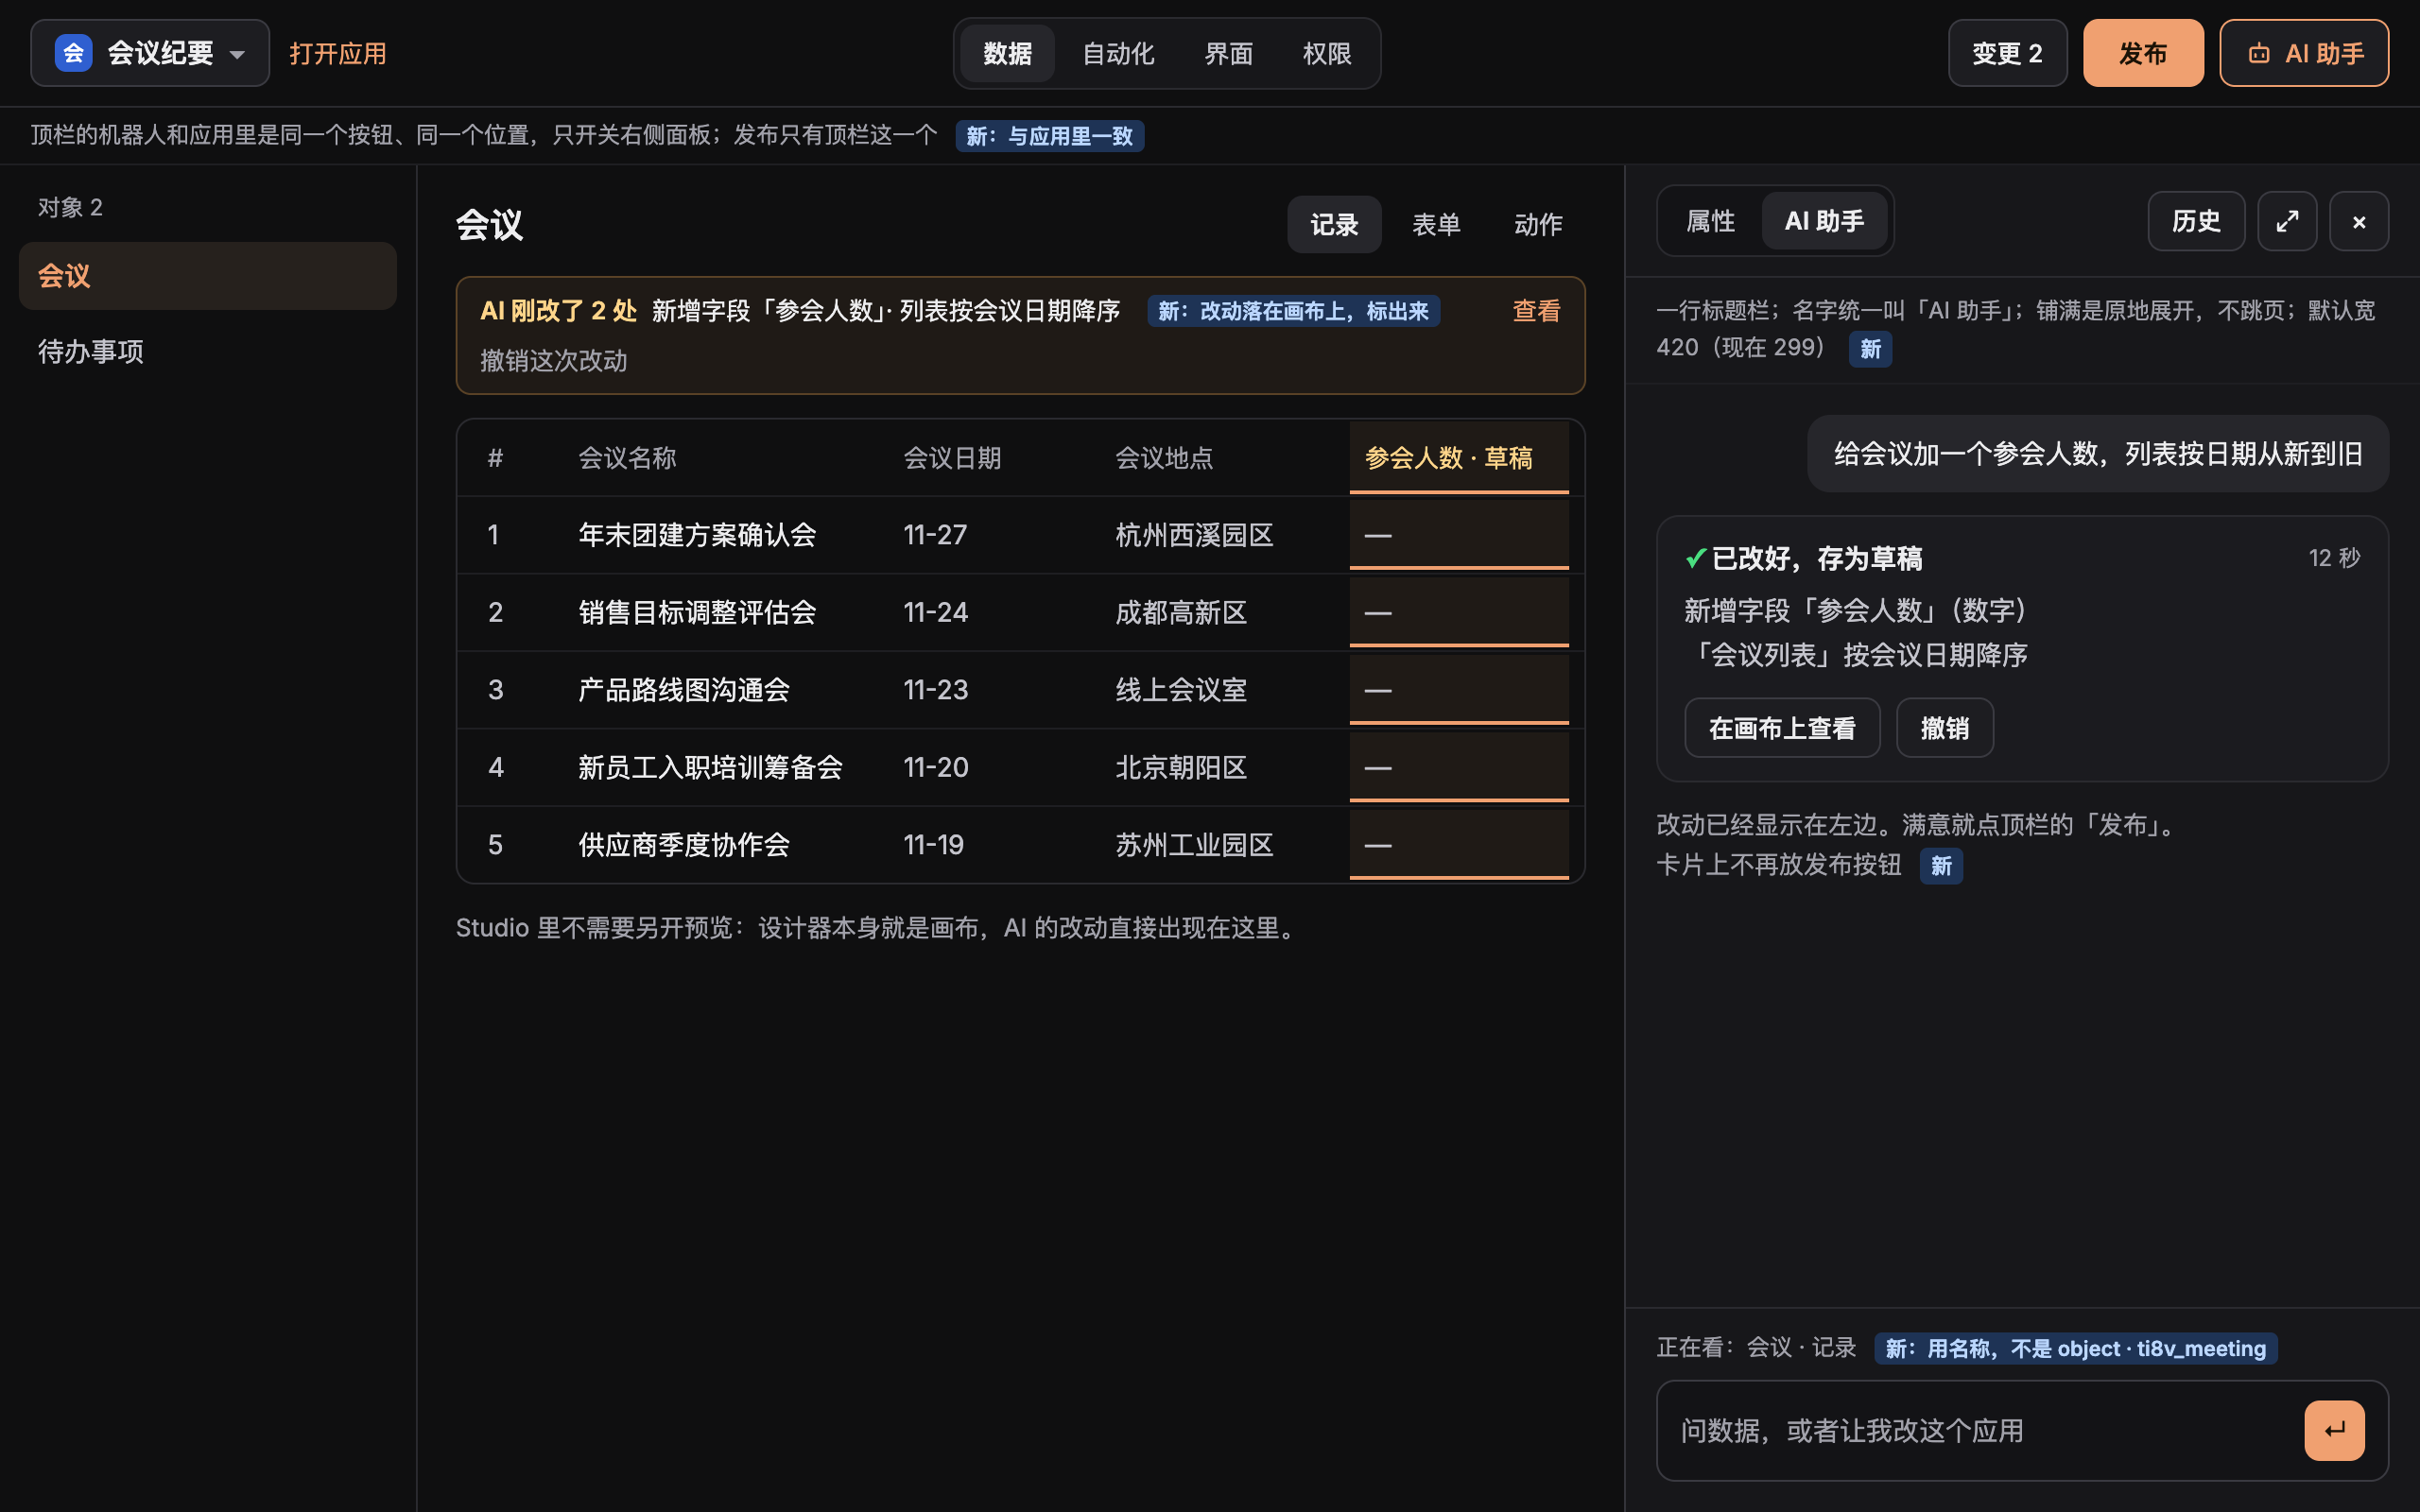 会 会议纪要 打开应用 数据 自动化 界面 权限 变更 2 发布 AI 助手
顶栏的机器人和应用里是同一个按钮、同一个位置，只开关右侧面板；发布只有顶栏这一个 新：与应用里一致
对象 2
会议
待办事项
会议 记录 表单 动作
AI 刚改了 2 处 新增字段「参会人数」· 列表按会议日期降序 新：改动落在画布上，标出来 查看
撤销这次改动
# 会议名称 会议日期 会议地点 参会人数 · 草稿
1 年末团建方案确认会 11-27 杭州西溪园区 —
2 销售目标调整评估会 11-24 成都高新区 —
3 产品路线图沟通会 11-23 线上会议室 —
4 新员工入职培训筹备会 11-20 北京朝阳区 —
5 供应商季度协作会 11-19 苏州工业园区 —
Studio 里不需要另开预览：设计器本身就是画布，AI 的改动直接出现在这里。
属性 AI 助手 历史
一行标题栏；名字统一叫「AI 助手」；铺满是原地展开，不跳页；默认宽
420（现在 299） 新
给会议加一个参会人数，列表按日期从新到旧
✓已改好，存为草稿 12 秒
新增字段「参会人数」（数字）
「会议列表」按会议日期降序
在画布上查看 撤销
改动已经显示在左边。满意就点顶栏的「发布」。
卡片上不再放发布按钮 新
正在看：会议 · 记录 新：用名称，不是 object · ti8v_meeting
问数据，或者让我改这个应用